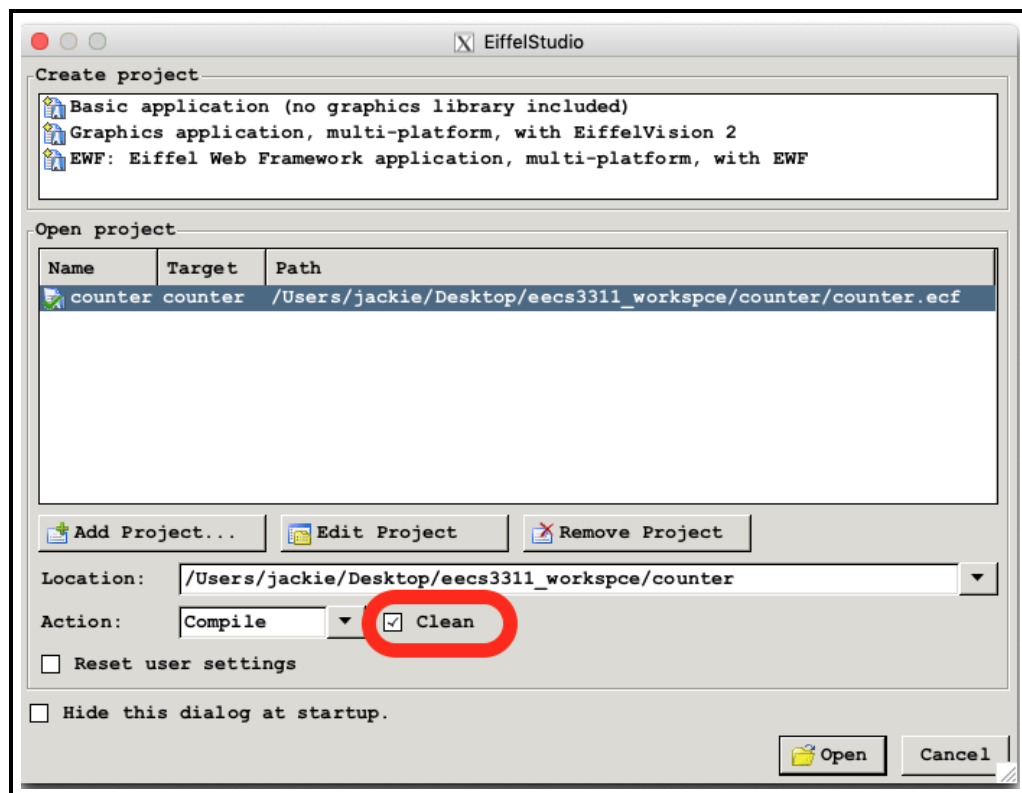 EiffelStudio
Create project
Basic application (no graphics library included)
Graphics application, multi-platform, with EiffelVision 2
EWF: Eiffel Web Framework application, multi-platform, with EWF
Open project
Name Target Path
counter counter /Users/jackie/Desktop/eecs3311_workspce/counter/counter.ecf
Add Project... Edit Project Remove Project
Location: /Users/jackie/Desktop/eecs3311_workspce/counter
Action: Compile Clean
Reset user settings
Hide this dialog at startup.
Open Cancel